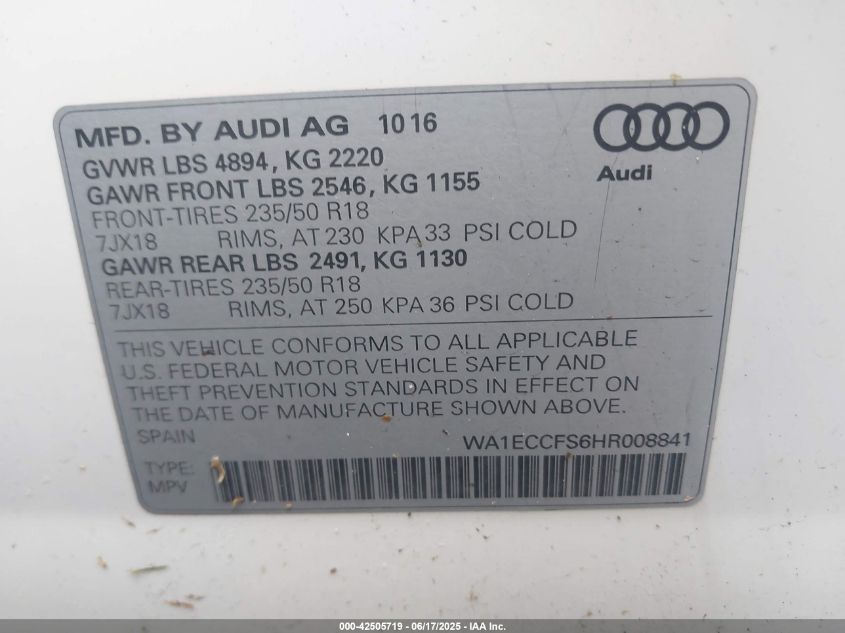 MFD. BY AUDI AG 10 16
Audi
GVWR LBS 4894, KG 2220
GAWR FRONT LBS 2546, KG 1155
FRONT-TIRES 235/50 R18
7JX18 RIMS, AT 230 KPA 33 PSI COLD
GAWR REAR LBS 2491, KG 1130
REAR-TIRES 235/50 R18
7JX18 RIMS, AT 250 KPA 36 PSI COLD
THIS VEHICLE CONFORMS TO ALL APPLICABLE
U.S. FEDERAL MOTOR VEHICLE SAFETY AND
THEFT PREVENTION STANDARDS IN EFFECT ON
THE DATE OF MANUFACTURE SHOWN ABOVE.
SPAIN WA1ECCFS6HR008841
TYPE:
MPV
000-42505719 - 06/17/2025 - IAA Inc.